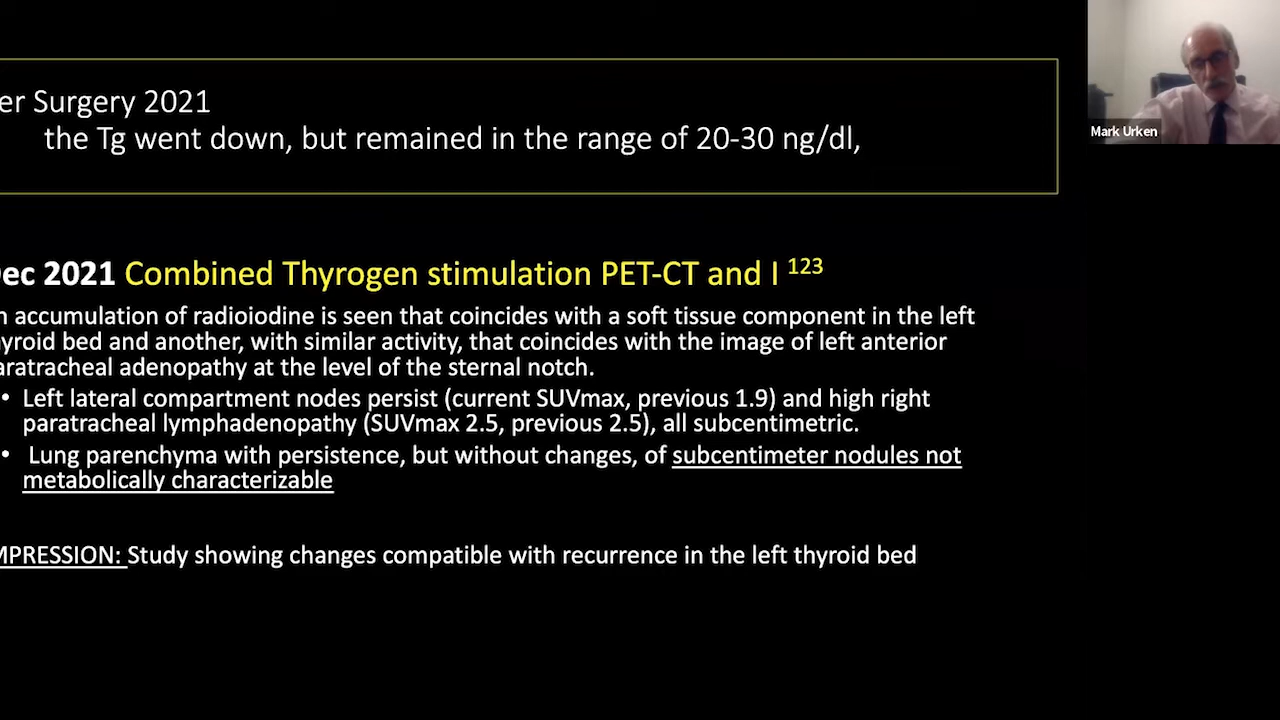 er Surgery 2021
the Tg went down, but remained in the range of 20-30 ng/dl,
Mark Urken
ec 2021 Combined Thyrogen stimulation PET-CT and I 123
n accumulation of radioiodine is seen that coincides with a soft tissue component in the left
yroid bed and another, with similar activity, that coincides with the image of left anterior
aratracheal adenopathy at the level of the sternal notch.
• Left lateral compartment nodes persist (current SUVmax, previous 1.9) and high right
paratracheal lymphadenopathy (SUVmax 2.5, previous 2.5), all subcentimetric.
• Lung parenchyma with persistence, but without changes, of subcentimeter nodules not
metabolically characterizable
MPRESSION: Study showing changes compatible with recurrence in the left thyroid bed